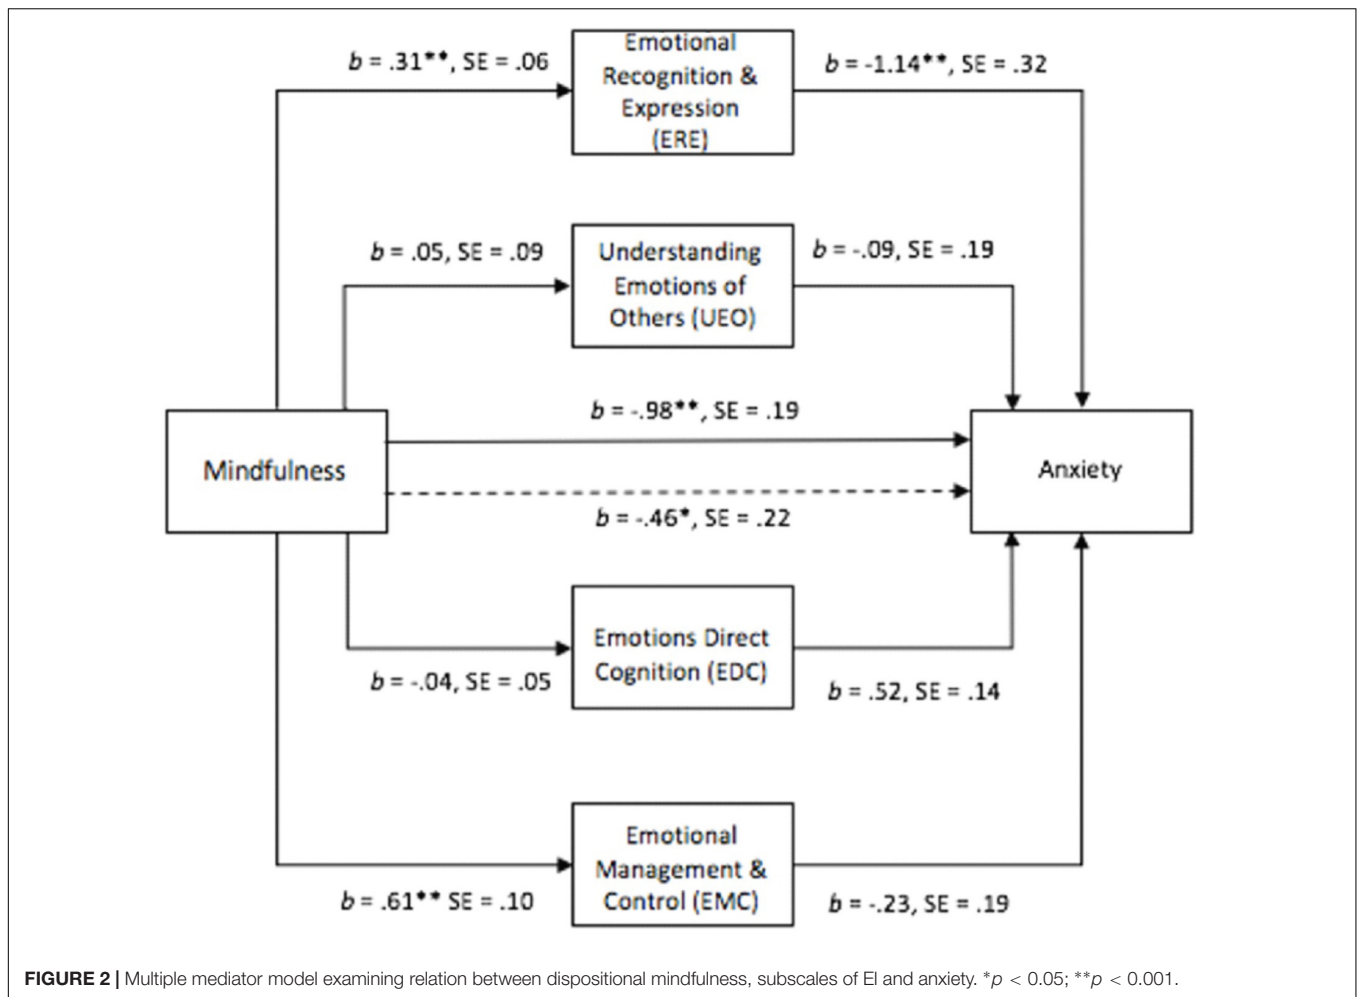 b = .31**, SE = .06
Emotional
Recognition &
Expression
(ERE)
b = -1.14**, SE = .32
b = .05, SE = .09
Understanding
Emotions of
Others (UEO)
b = -.09, SE = .19
b = -.98**, SE = .19
Mindfulness
Anxiety
b = -.46*, SE = .22
Emotions Direct
Cognition (EDC)
b = -.04, SE = .05
b = .52, SE = .14
Emotional
Management &
Control (EMC)
b = .61** SE = .10
b = -.23, SE = .19
FIGURE 2 | Multiple mediator model examining relation between dispositional mindfulness, subscales of EI and anxiety. *p < 0.05; **p < 0.001.